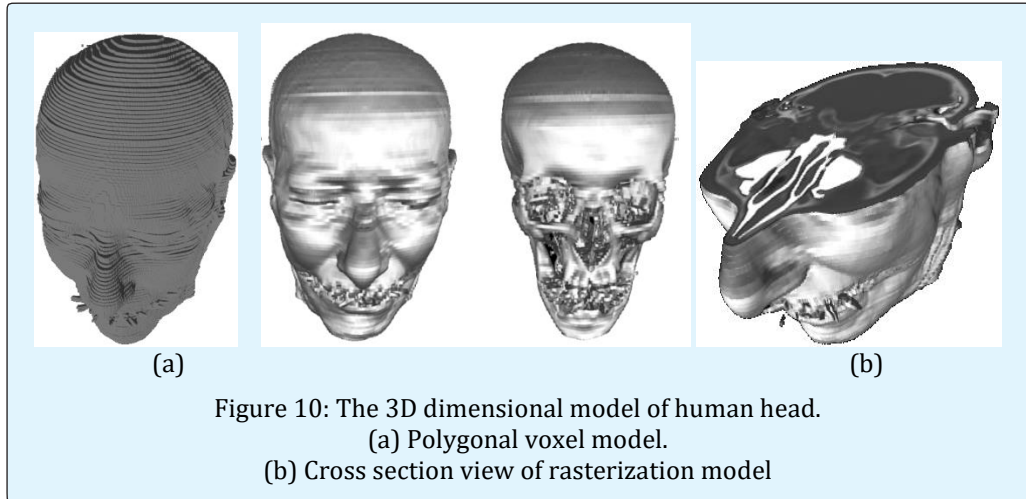 (a) (b)
Figure 10: The 3D dimensional model of human head.
(a) Polygonal voxel model.
(b) Cross section view of rasterization model